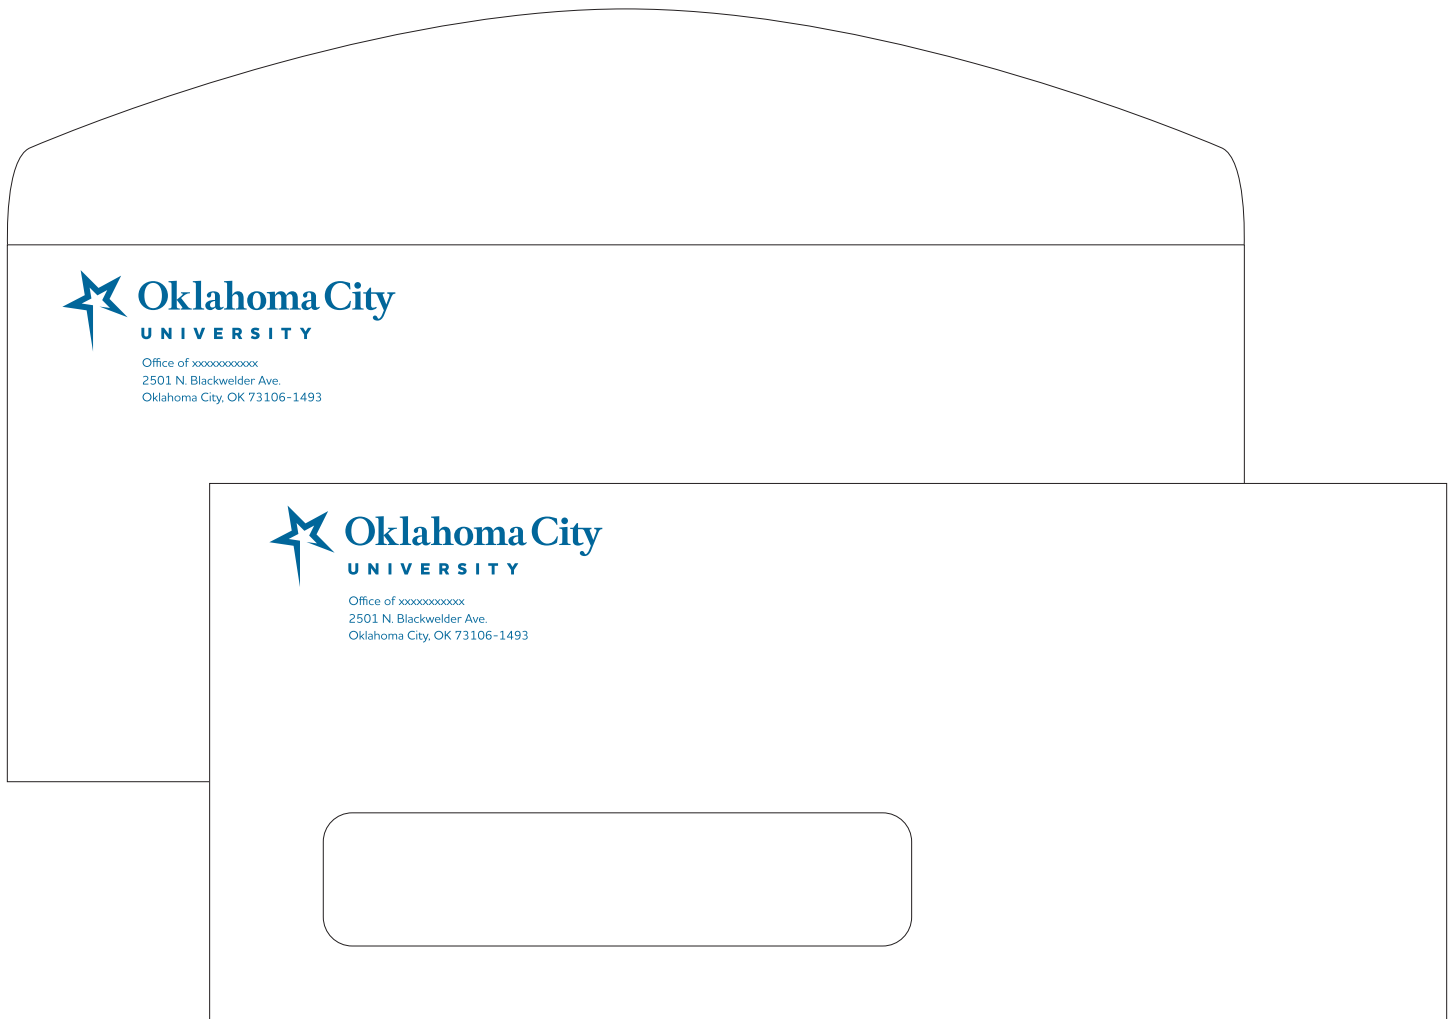 Oklahoma City
UNIVERSITY
Office of xxxxxxxxxxx
2501 N. Blackwelder Ave.
Oklahoma City, OK 73106-1493
Oklahoma City
UNIVERSITY
Office of xxxxxxxxxxx
2501 N. Blackwelder Ave.
Oklahoma City, OK 73106-1493